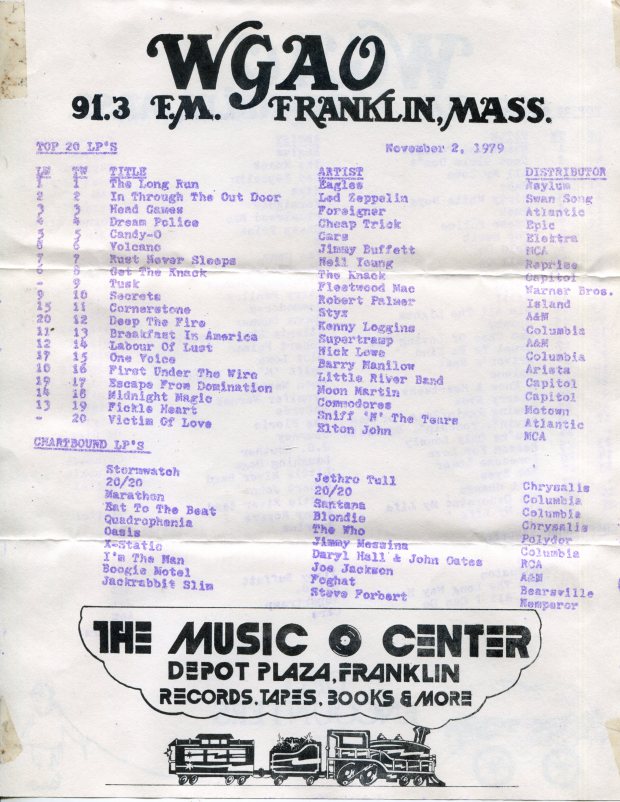 WGAO
91.3 F.M. FRANKLIN, MASS.
TOP 20 LP'S November 2, 1979
LW TW TITLE ARTIST DISTRIBUTOR
1 1 The Long Run Eagles Asylum
2 2 In Through The Out Door Led Zeppelin Swan Song
3 3 Head Games Foreigner Atlantic
4 4 Dream Police Cheap Trick Epic
5 5 Candy-O Cars Elektra
8 6 Volcano Jimmy Buffett MCA
7 7 Rust Never Sleeps Neil Young Reprise
6 8 Get The Knack The Knack Capitol
- 9 Tusk Fleetwood Mac Warner Bros.
9 10 Secrets Robert Palmer Island
15 11 Cornerstone Styx A&M
20 12 Deep The Fire Kenny Loggins Columbia
11 13 Breakfast In America Supertramp A&M
12 14 Labour Of Lust Nick Lowe Columbia
17 15 One Voice Barry Manilow Arista
10 16 First Under The Wire Little River Band Capitol
19 17 Escape From Domination Moon Martin Capitol
14 18 Midnight Magic Commodores Motown
13 19 Fickle Heart Sniff 'N' The Tears Atlantic
- 20 Victim Of Love Elton John MCA
CHARTBOUND LP'S
Stormwatch Jethro Tull Chrysalis
20/20 20/20 Columbia
Marathon Santana Columbia
Eat To The Beat Blondie Chrysalis
Quadrophenia The Who Polydor
Oasis Jimmy Messina Columbia
X-Static Daryl Hall & John Oates RCA
I'm The Man Joe Jackson A&M
Boogie Motel Foghat Bearsville
Jackrabbit Slim Steve Forbert Nemperor
THE MUSIC CENTER
DEPOT PLAZA, FRANKLIN
RECORDS, TAPES, BOOKS & MORE